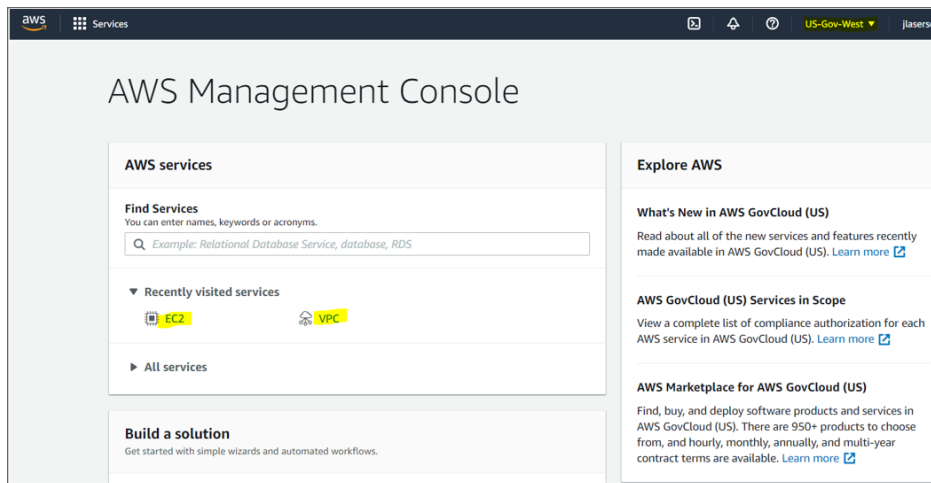 aws
Services
US-Gov-West ▼
AWS Management Console
AWS services
Find Services
You can enter names, keywords or acronyms.
Example: Relational Database Service, database, RDS
▼ Recently visited services
EC2
VPC
▶ All services
Build a solution
Get started with simple wizards and automated workflows.
Explore AWS
What's New in AWS GovCloud (US)
Read about all of the new services and features recently
made available in AWS GovCloud (US). Learn more
AWS GovCloud (US) Services in Scope
View a complete list of compliance authorization for each
AWS service in AWS GovCloud (US). Learn more
AWS Marketplace for AWS GovCloud (US)
Find, buy, and deploy software products and services in
AWS GovCloud (US). There are 950+ products to choose
from, and hourly, monthly, annually, and multi-year
contract terms are available. Learn more